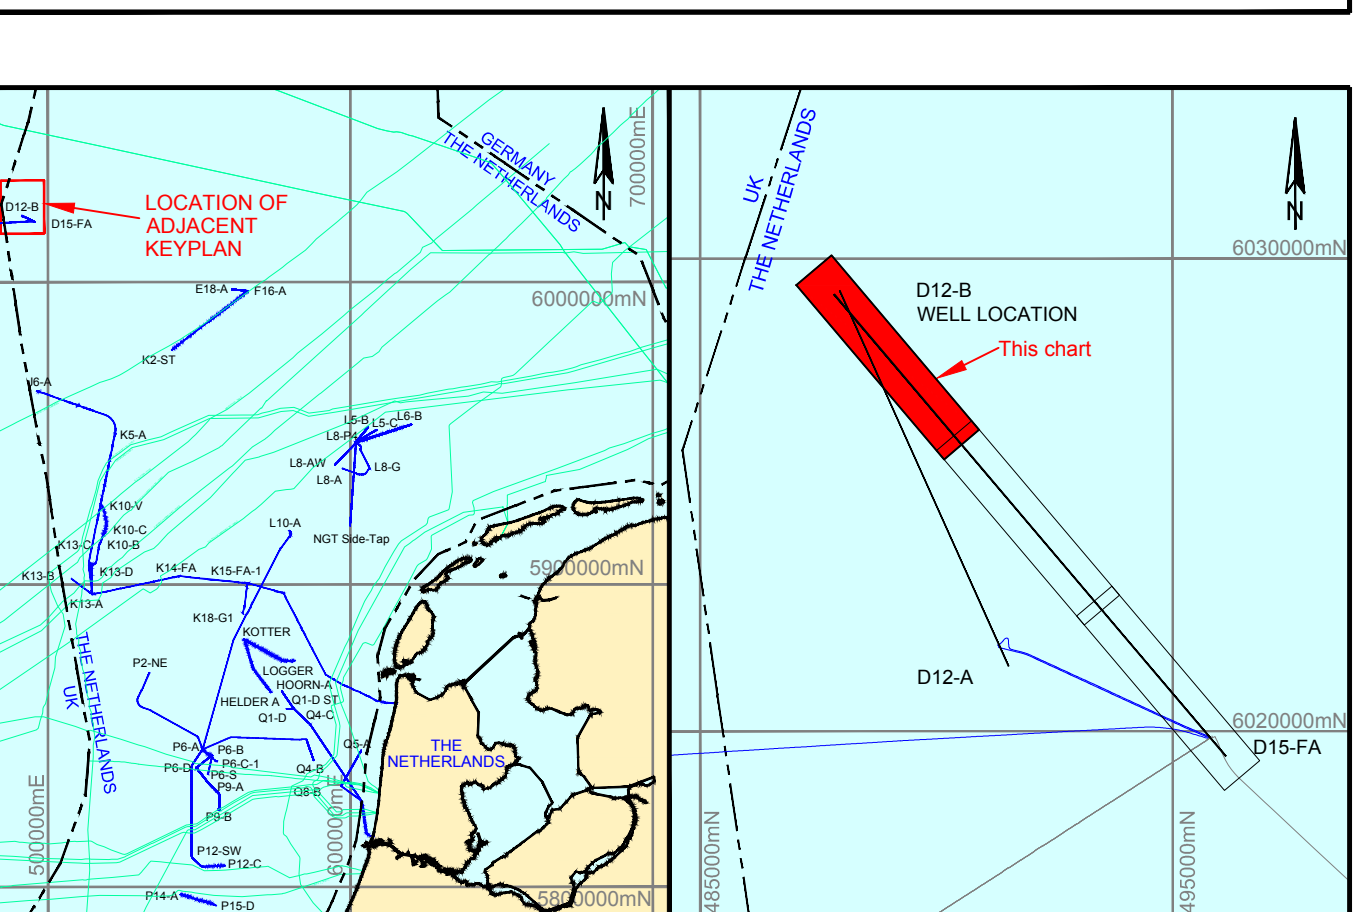 GERMANY
THE NETHERLANDS
N
700000mE
D12-B
D15-FA
LOCATION OF
ADJACENT
KEYPLAN
E18-A
F16-A
6000000mN
K2-ST
J6-A
K5-A
L5-B
L5-C
L6-B
L8-P4
L8-AW
L8-G
L8-A
K10-V
K10-C
K13-C
K10-B
L10-A
NGT Side-Tap
K13-B
K13-D
K14-FA
K15-FA-1
5900000mN
K13-A
K18-G1
KOTTER
THE NETHERLANDS
UK
P2-NE
LOGGER
HOORN-A
HELDER A
Q1-D ST
Q1-D
Q4-C
P6-A
P6-B
Q5-A
P6-D
P6-C-1
P6-S
Q4-B
P9-A
Q8-B
P9-B
THE
NETHERLANDS
500000mE
600000mE
P12-SW
P12-C
P14-A
P15-D
5800000mN
UK
THE NETHERLANDS
N
6030000mN
D12-B
WELL LOCATION
This chart
D12-A
6020000mN
D15-FA
485000mN
495000mN